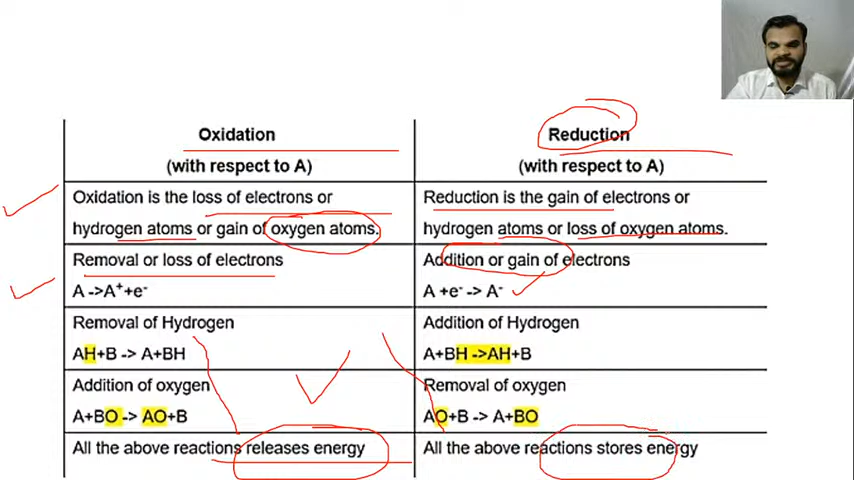 Oxidation
(with respect to A)
Reduction
(with respect to A)
Oxidation is the loss of electrons or
hydrogen atoms or gain of oxygen atoms.
Reduction is the gain of electrons or
hydrogen atoms or loss of oxygen atoms.
Removal or loss of electrons
A ->A⁺+e⁻
Addition or gain of electrons
A +e⁻ -> A⁻
Removal of Hydrogen
AH+B -> A+BH
Addition of Hydrogen
A+BH ->AH+B
Addition of oxygen
A+BO -> AO+B
Removal of oxygen
AO+B -> A+BO
All the above reactions releases energy
All the above reactions stores energy